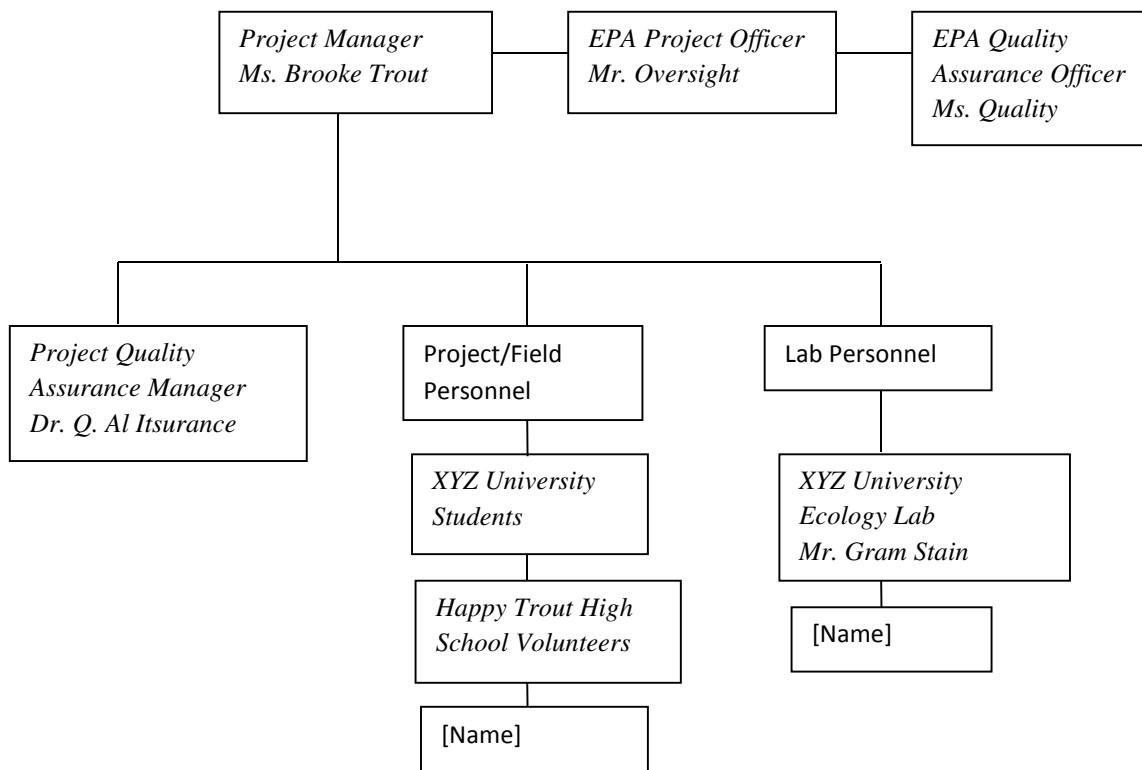 Project Manager
Ms. Brooke Trout
EPA Project Officer
Mr. Oversight
EPA Quality
Assurance Officer
Ms. Quality
Project Quality
Assurance Manager
Dr. Q. Al Itsurance
Project/Field
Personnel
Lab Personnel
XYZ University
Students
XYZ University
Ecology Lab
Mr. Gram Stain
Happy Trout High
School Volunteers
[Name]
[Name]